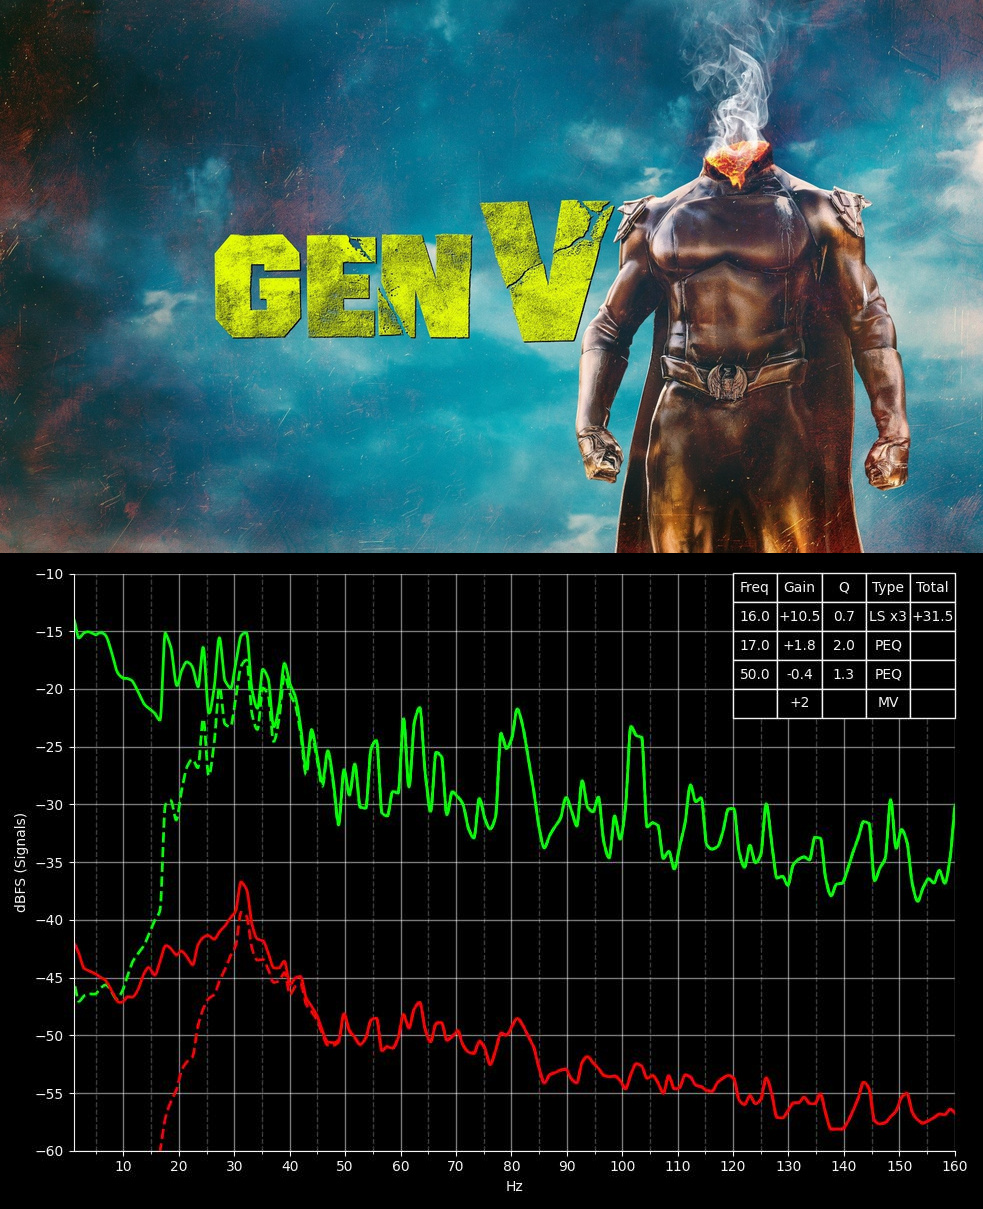 GEN V
−10
−15
−20
−25
−30
−35
−40
−45
−50
−55
−60
dBFS (Signals)
10 20 30 40 50 60 70 80 90 100 110 120 130 140 150 160
Hz
Freq Gain Q Type Total
16.0 +10.5 0.7 LS x3 +31.5
17.0 +1.8 2.0 PEQ
50.0 -0.4 1.3 PEQ
+2 MV